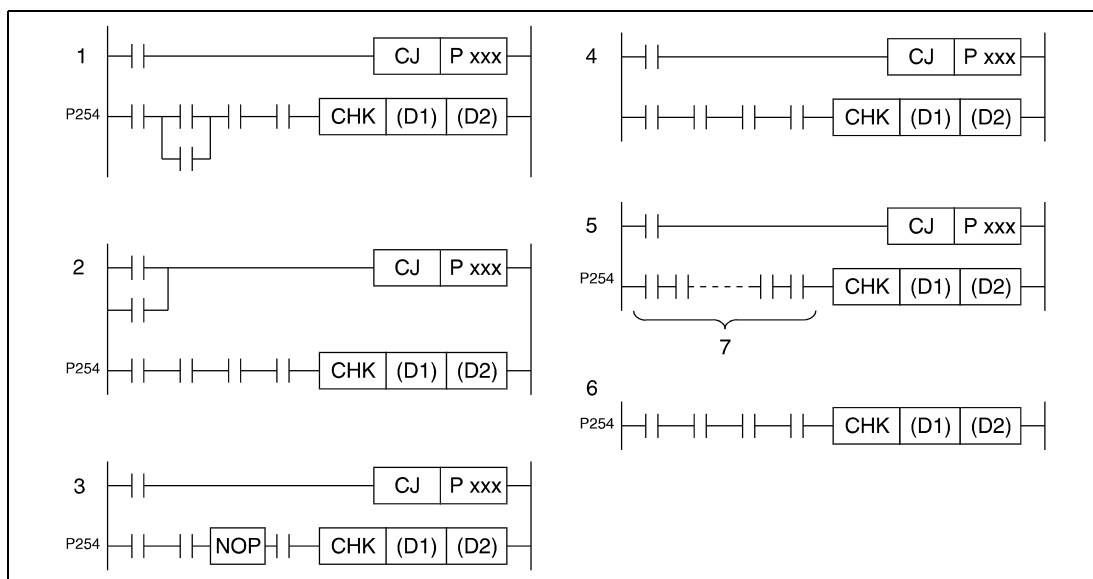 1 CJ P xxx
P254 CHK (D1) (D2)
2 CJ P xxx
P254 CHK (D1) (D2)
3 CJ P xxx
P254 NOP CHK (D1) (D2)
4 CJ P xxx
CHK (D1) (D2)
5 CJ P xxx
P254 CHK (D1) (D2)
7
6
P254 CHK (D1) (D2)